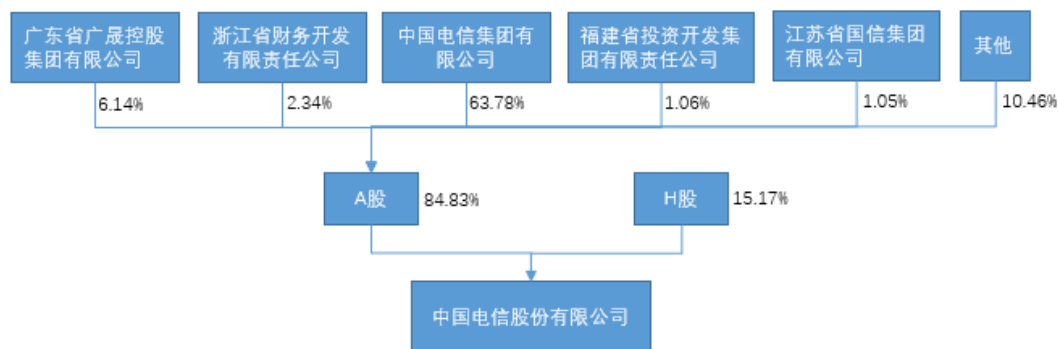 广东省广晟控股
集团有限公司
浙江省财务开发
有限责任公司
中国电信集团有
限公司
福建省投资开发集
团有限责任公司
江苏省国信集团
有限公司
其他
6.14%
2.34%
63.78%
1.06%
1.05%
10.46%
A股
84.83%
H股
15.17%
中国电信股份有限公司